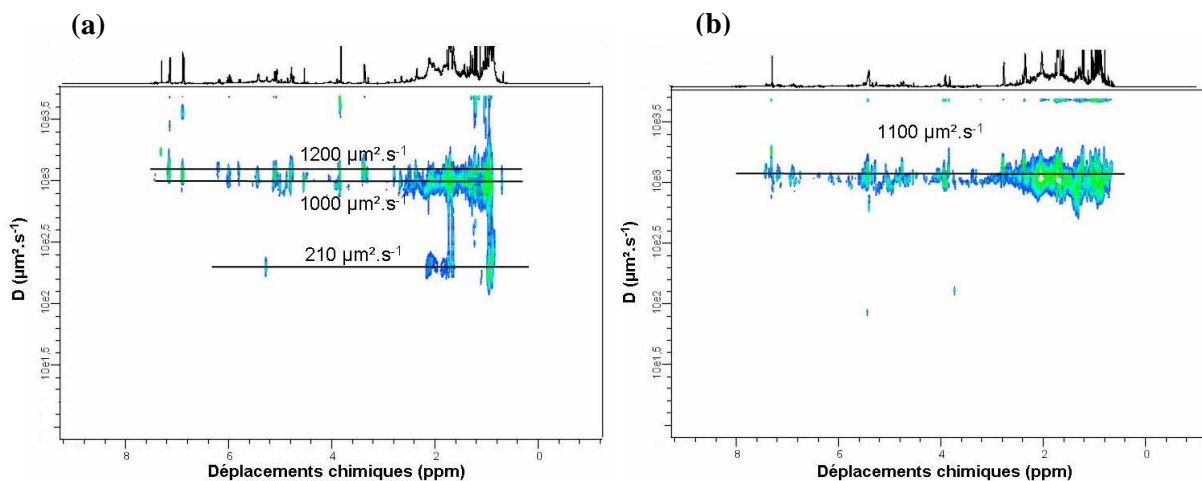 (a)
D (µm².s⁻¹)
10e3,5
10e3
10e2,5
10e2
10e1,5
1200 µm².s⁻¹
1000 µm².s⁻¹
210 µm².s⁻¹
8 6 4 2 0
Déplacements chimiques (ppm)
(b)
D (µm².s⁻¹)
10e3,5
10e3
10e2,5
10e2
10e1,5
1100 µm².s⁻¹
8 6 4 2 0
Déplacements chimiques (ppm)